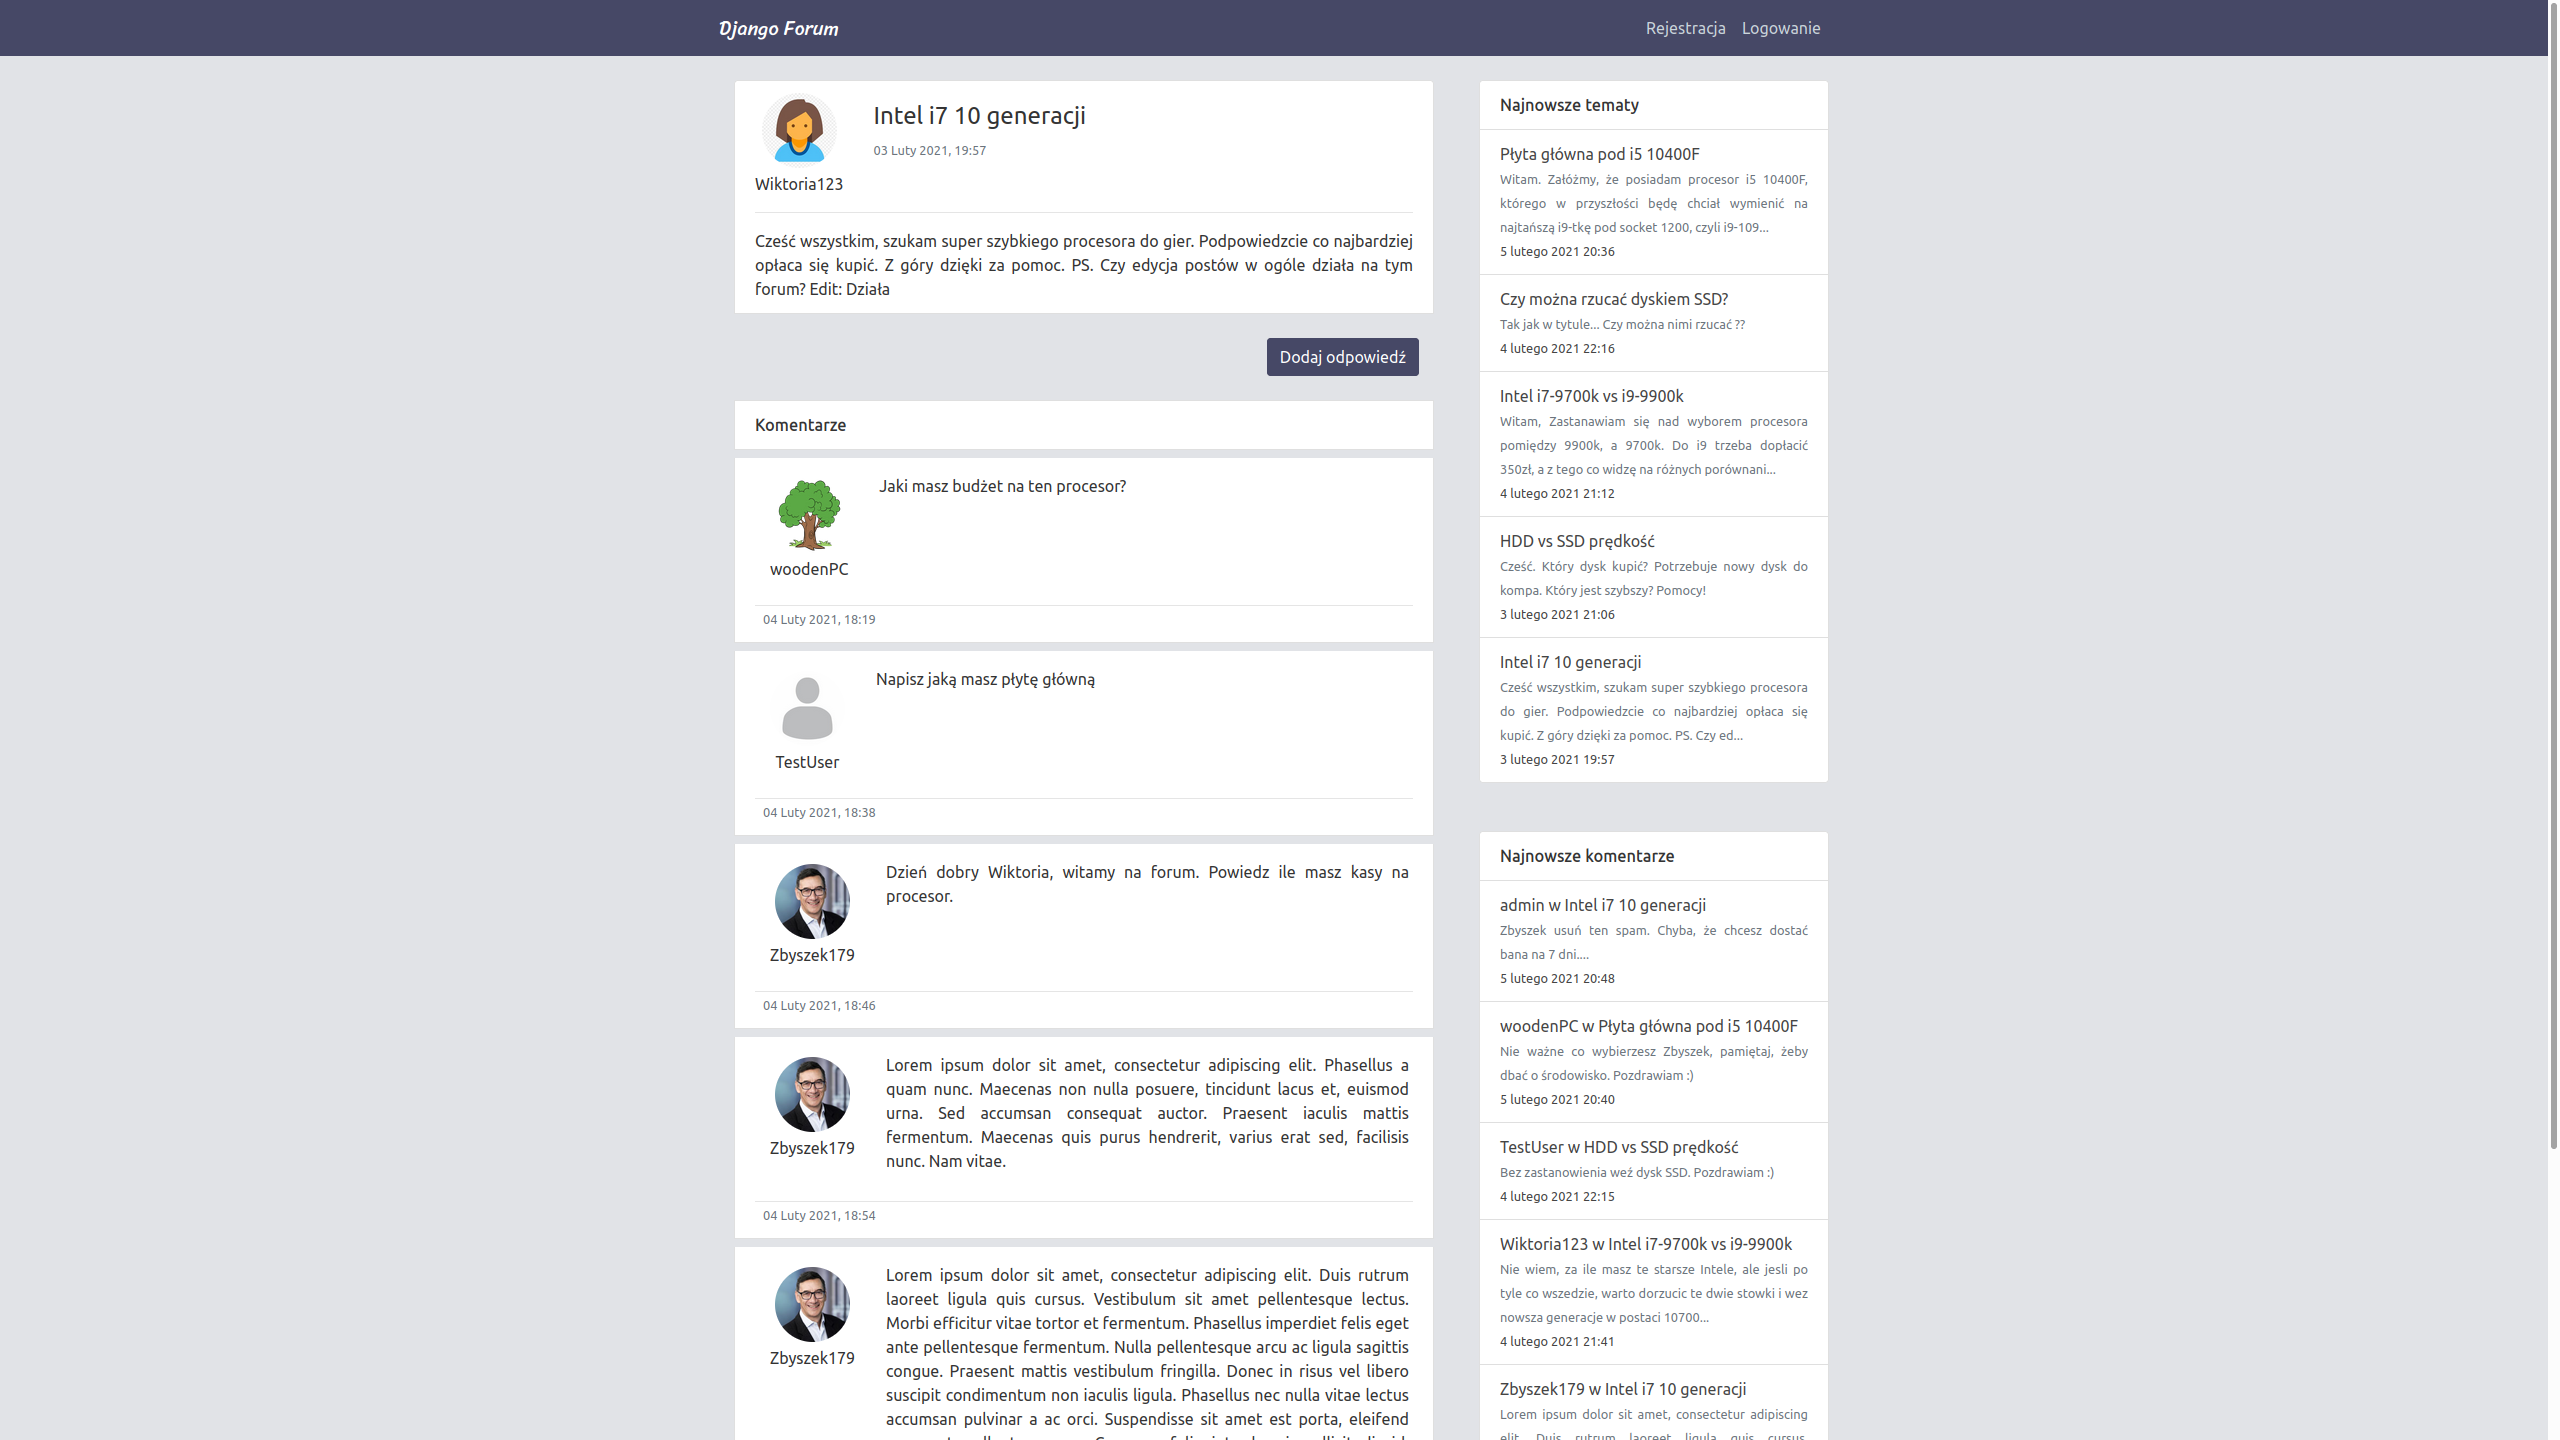 Django Forum
Rejestracja
Logowanie
Intel i7 10 generacji
03 Luty 2021, 19:57
Wiktoria123
Cześć wszystkim, szukam super szybkiego procesora do gier. Podpowiedzcie co najbardziej
opłaca się kupić. Z góry dzięki za pomoc. PS. Czy edycja postów w ogóle działa na tym
forum? Edit: Działa
Dodaj odpowiedź
Komentarze
Jaki masz budżet na ten procesor?
woodenPC
04 Luty 2021, 18:19
Napisz jaką masz płytę główną
TestUser
04 Luty 2021, 18:38
Dzień dobry Wiktoria, witamy na forum. Powiedz ile masz kasy na
procesor.
Zbyszek179
04 Luty 2021, 18:46
Lorem ipsum dolor sit amet, consectetur adipiscing elit. Phasellus a
quam nunc. Maecenas non nulla posuere, tincidunt lacus et, euismod
urna. Sed accumsan consequat auctor. Praesent iaculis mattis
fermentum. Maecenas quis purus hendrerit, varius erat sed, facilisis
nunc. Nam vitae.
Zbyszek179
04 Luty 2021, 18:54
Lorem ipsum dolor sit amet, consectetur adipiscing elit. Duis rutrum
laoreet ligula quis cursus. Vestibulum sit amet pellentesque lectus.
Morbi efficitur vitae tortor et fermentum. Phasellus imperdiet felis eget
ante pellentesque fermentum. Nulla pellentesque arcu ac ligula sagittis
congue. Praesent mattis vestibulum fringilla. Donec in risus vel libero
suscipit condimentum non iaculis ligula. Phasellus nec nulla vitae lectus
accumsan pulvinar a ac orci. Suspendisse sit amet est porta, eleifend
Zbyszek179
Najnowsze tematy
Płyta główna pod i5 10400F
Witam. Załóżmy, że posiadam procesor i5 10400F,
którego w przyszłości będę chciał wymienić na
najtańszą i9-tkę pod socket 1200, czyli i9-109...
5 lutego 2021 20:36
Czy można rzucać dyskiem SSD?
Tak jak w tytule... Czy można nimi rzucać ??
4 lutego 2021 22:16
Intel i7-9700k vs i9-9900k
Witam, Zastanawiam się nad wyborem procesora
pomiędzy 9900k, a 9700k. Do i9 trzeba dopłacić
350zł, a z tego co widzę na różnych porównani...
4 lutego 2021 21:12
HDD vs SSD prędkość
Cześć. Który dysk kupić? Potrzebuje nowy dysk do
kompa. Który jest szybszy? Pomocy!
3 lutego 2021 21:06
Intel i7 10 generacji
Cześć wszystkim, szukam super szybkiego procesora
do gier. Podpowiedzcie co najbardziej opłaca się
kupić. Z góry dzięki za pomoc. PS. Czy ed...
3 lutego 2021 19:57
Najnowsze komentarze
admin w Intel i7 10 generacji
Zbyszek usuń ten spam. Chyba, że chcesz dostać
bana na 7 dni....
5 lutego 2021 20:48
woodenPC w Płyta główna pod i5 10400F
Nie ważne co wybierzesz Zbyszek, pamiętaj, żeby
dbać o środowisko. Pozdrawiam :)
5 lutego 2021 20:40
TestUser w HDD vs SSD prędkość
Bez zastanowienia weź dysk SSD. Pozdrawiam :)
4 lutego 2021 22:15
Wiktoria123 w Intel i7-9700k vs i9-9900k
Nie wiem, za ile masz te starsze Intele, ale jesli po
tyle co wszedzie, warto dorzucic te dwie stowki i wez
nowsza generacje w postaci 10700...
4 lutego 2021 21:41
Zbyszek179 w Intel i7 10 generacji
Lorem ipsum dolor sit amet, consectetur adipiscing
elit. Duis rutrum laoreet ligula quis cursus.